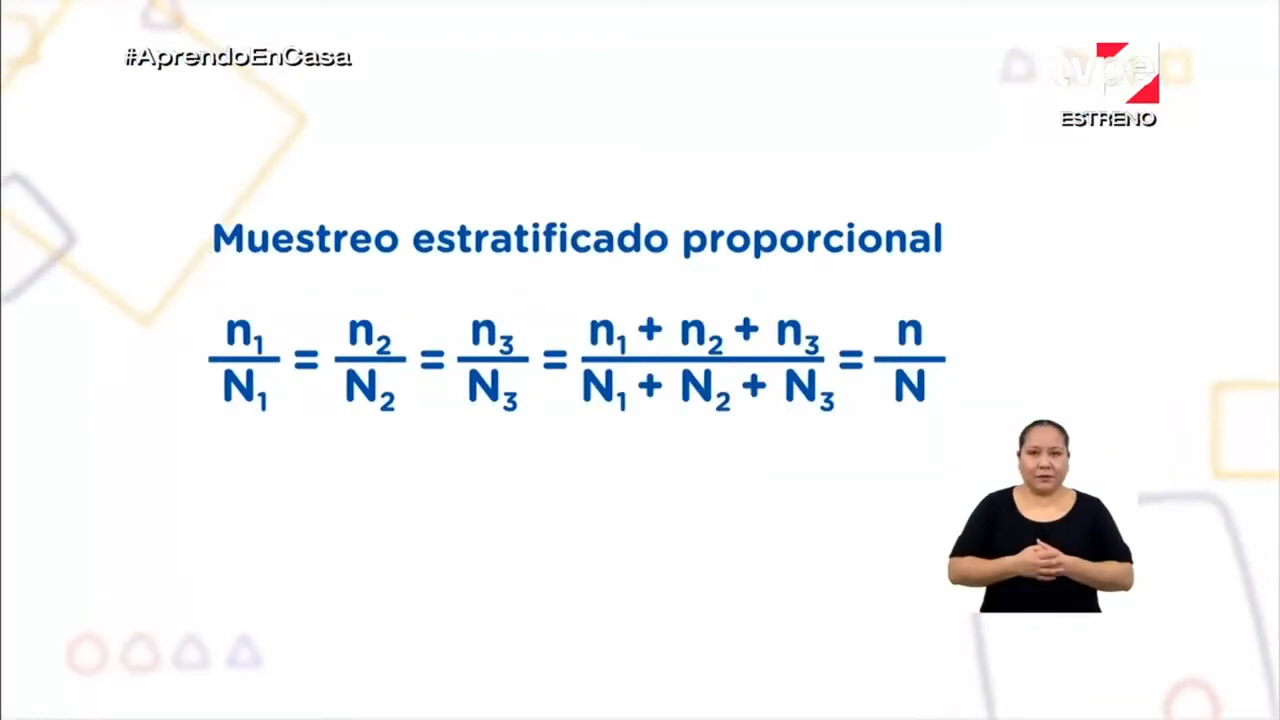 #AprendoEnCasa
tvpe
ESTRENO
Muestreo estratificado proporcional
n₁/N₁ = n₂/N₂ = n₃/N₃ = n₁ + n₂ + n₃/N₁ + N₂ + N₃ = n/N